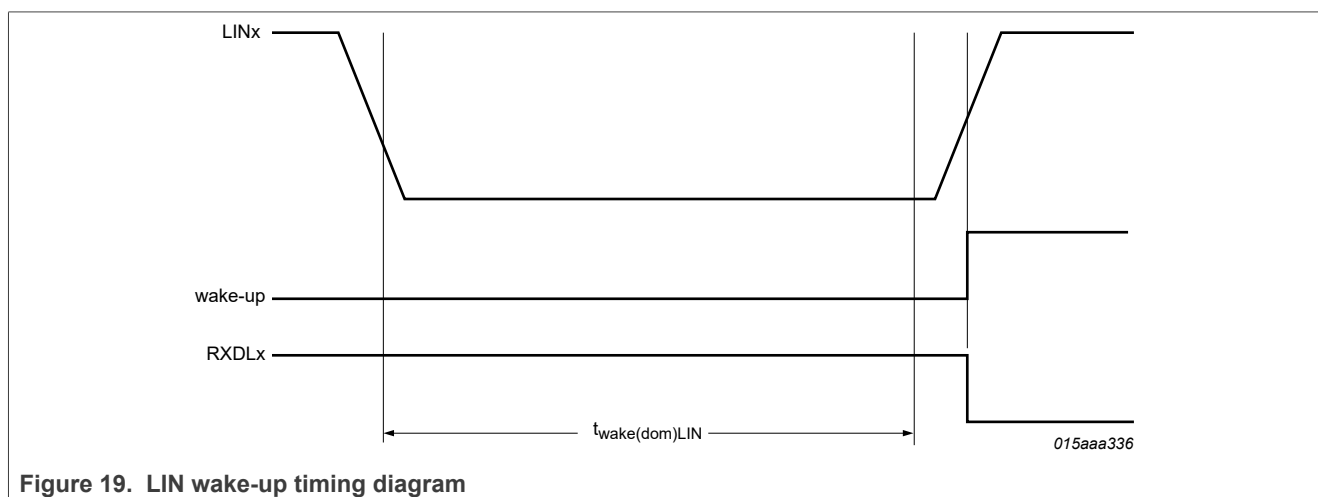 LINx
wake-up
RXDLx
twake(dom)LIN
015aaa336
Figure 19. LIN wake-up timing diagram